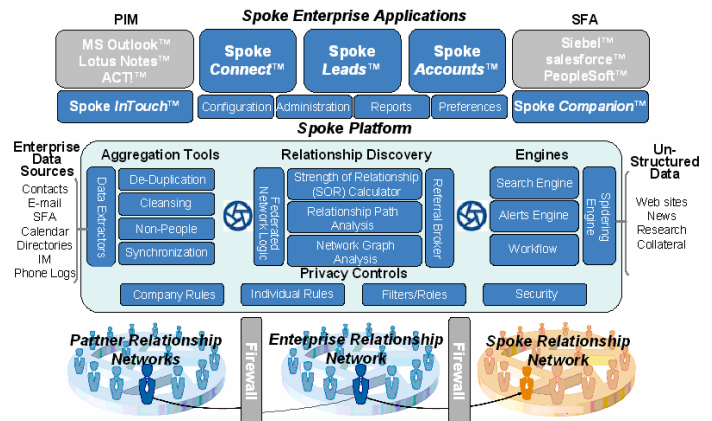 PIM
Spoke Enterprise Applications
SFA
MS Outlook™
Lotus Notes™
ACT!™
Spoke
Connect™
Spoke
Leads™
Spoke
Accounts™
Siebel™
salesforce™
PeopleSoft™
Spoke InTouch™
Configuration
Administration
Reports
Preferences
Spoke Companion™
Spoke Platform
Enterprise
Data
Sources
Contacts
E-mail
SFA
Calendar
Directories
IM
Phone Logs
Aggregation Tools
Data Extractors
De-Duplication
Cleansing
Non-People
Synchronization
Relationship Discovery
Federated
Network Logic
Strength of Relationship
(SOR) Calculator
Relationship Path
Analysis
Network Graph
Analysis
Referral Broker
Engines
Search Engine
Alerts Engine
Workflow
Spidering
Engine
Un-
Structured
Data
Web sites
News
Research
Collateral
Privacy Controls
Company Rules
Individual Rules
Filters/Roles
Security
Partner Relationship
Networks
Firewall
Enterprise Relationship
Network
Firewall
Spoke Relationship
Network